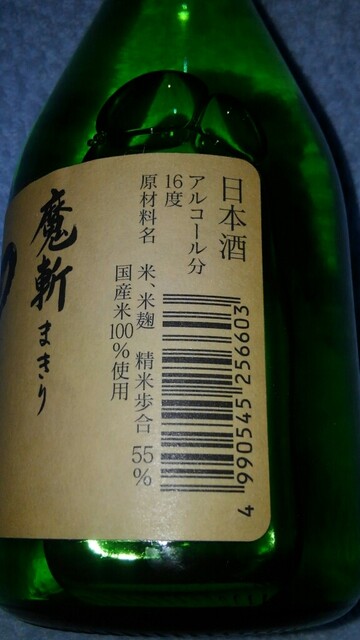 日本酒
アルコール分
16度
原材料名 米、米麹 精米歩合 55%
国産米100%使用
魔斬
まきり
4 990545 256603